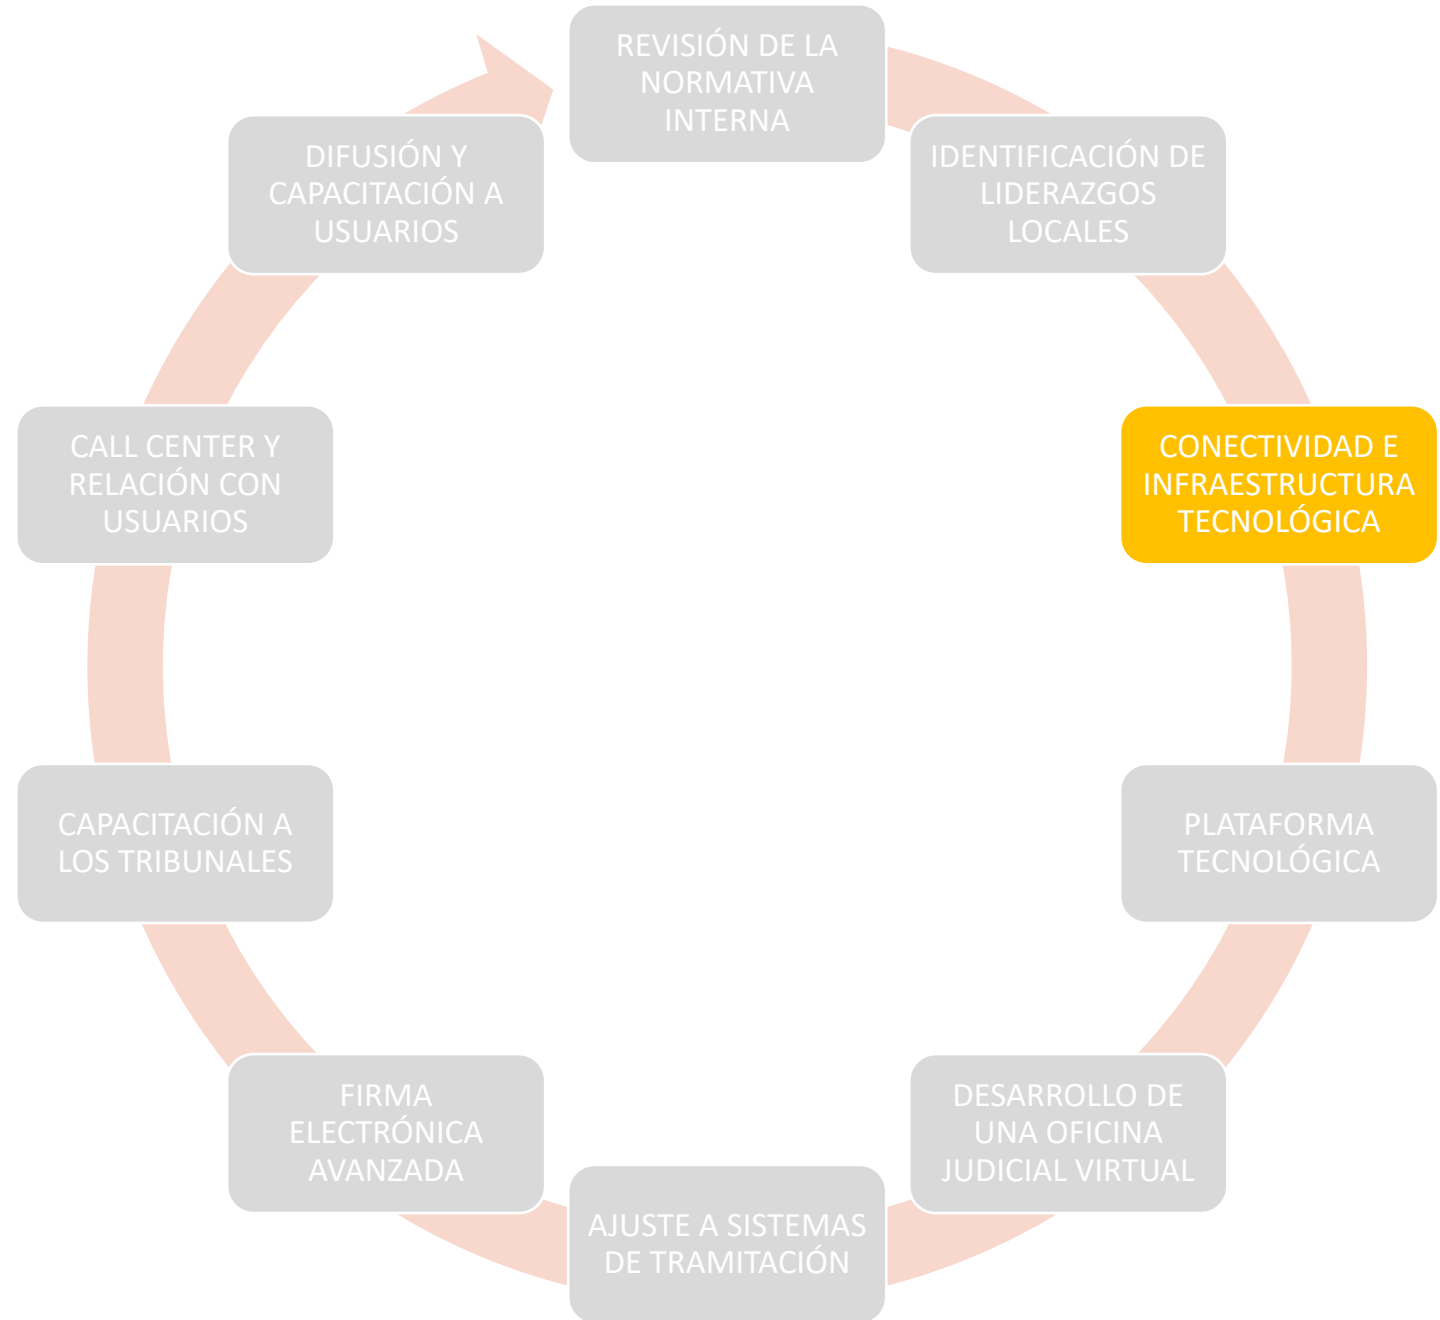 REVISIÓN DE LA
NORMATIVA
INTERNA
IDENTIFICACIÓN DE
LIDERAZGOS
LOCALES
CONECTIVIDAD E
INFRAESTRUCTURA
TECNOLÓGICA
PLATAFORMA
TECNOLÓGICA
DESARROLLO DE
UNA OFICINA
JUDICIAL VIRTUAL
AJUSTE A SISTEMAS
DE TRAMITACIÓN
FIRMA
ELECTRÓNICA
AVANZADA
CAPACITACIÓN A
LOS TRIBUNALES
CALL CENTER Y
RELACIÓN CON
USUARIOS
DIFUSIÓN Y
CAPACITACIÓN A
USUARIOS